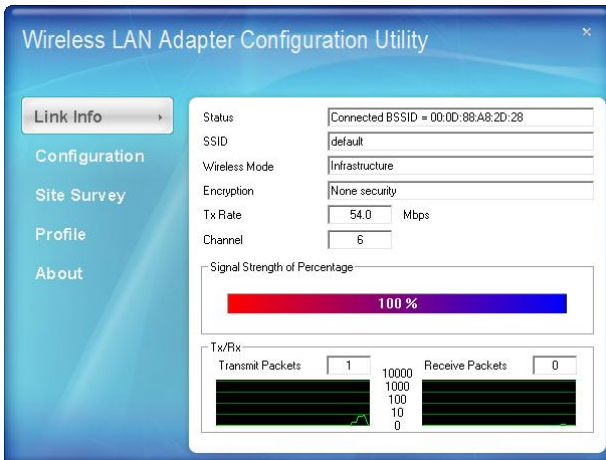 Wireless LAN Adapter Configuration Utility
Link Info
Configuration
Site Survey
Profile
About
Status Connected BSSID = 00:0D:88:A8:2D:28
SSID default
Wireless Mode Infrastructure
Encryption None security
Tx Rate 54.0 Mbps
Channel 6
Signal Strength of Percentage
100 %
Tx/Rx
Transmit Packets 1
10000
1000
100
10
0
Receive Packets 0